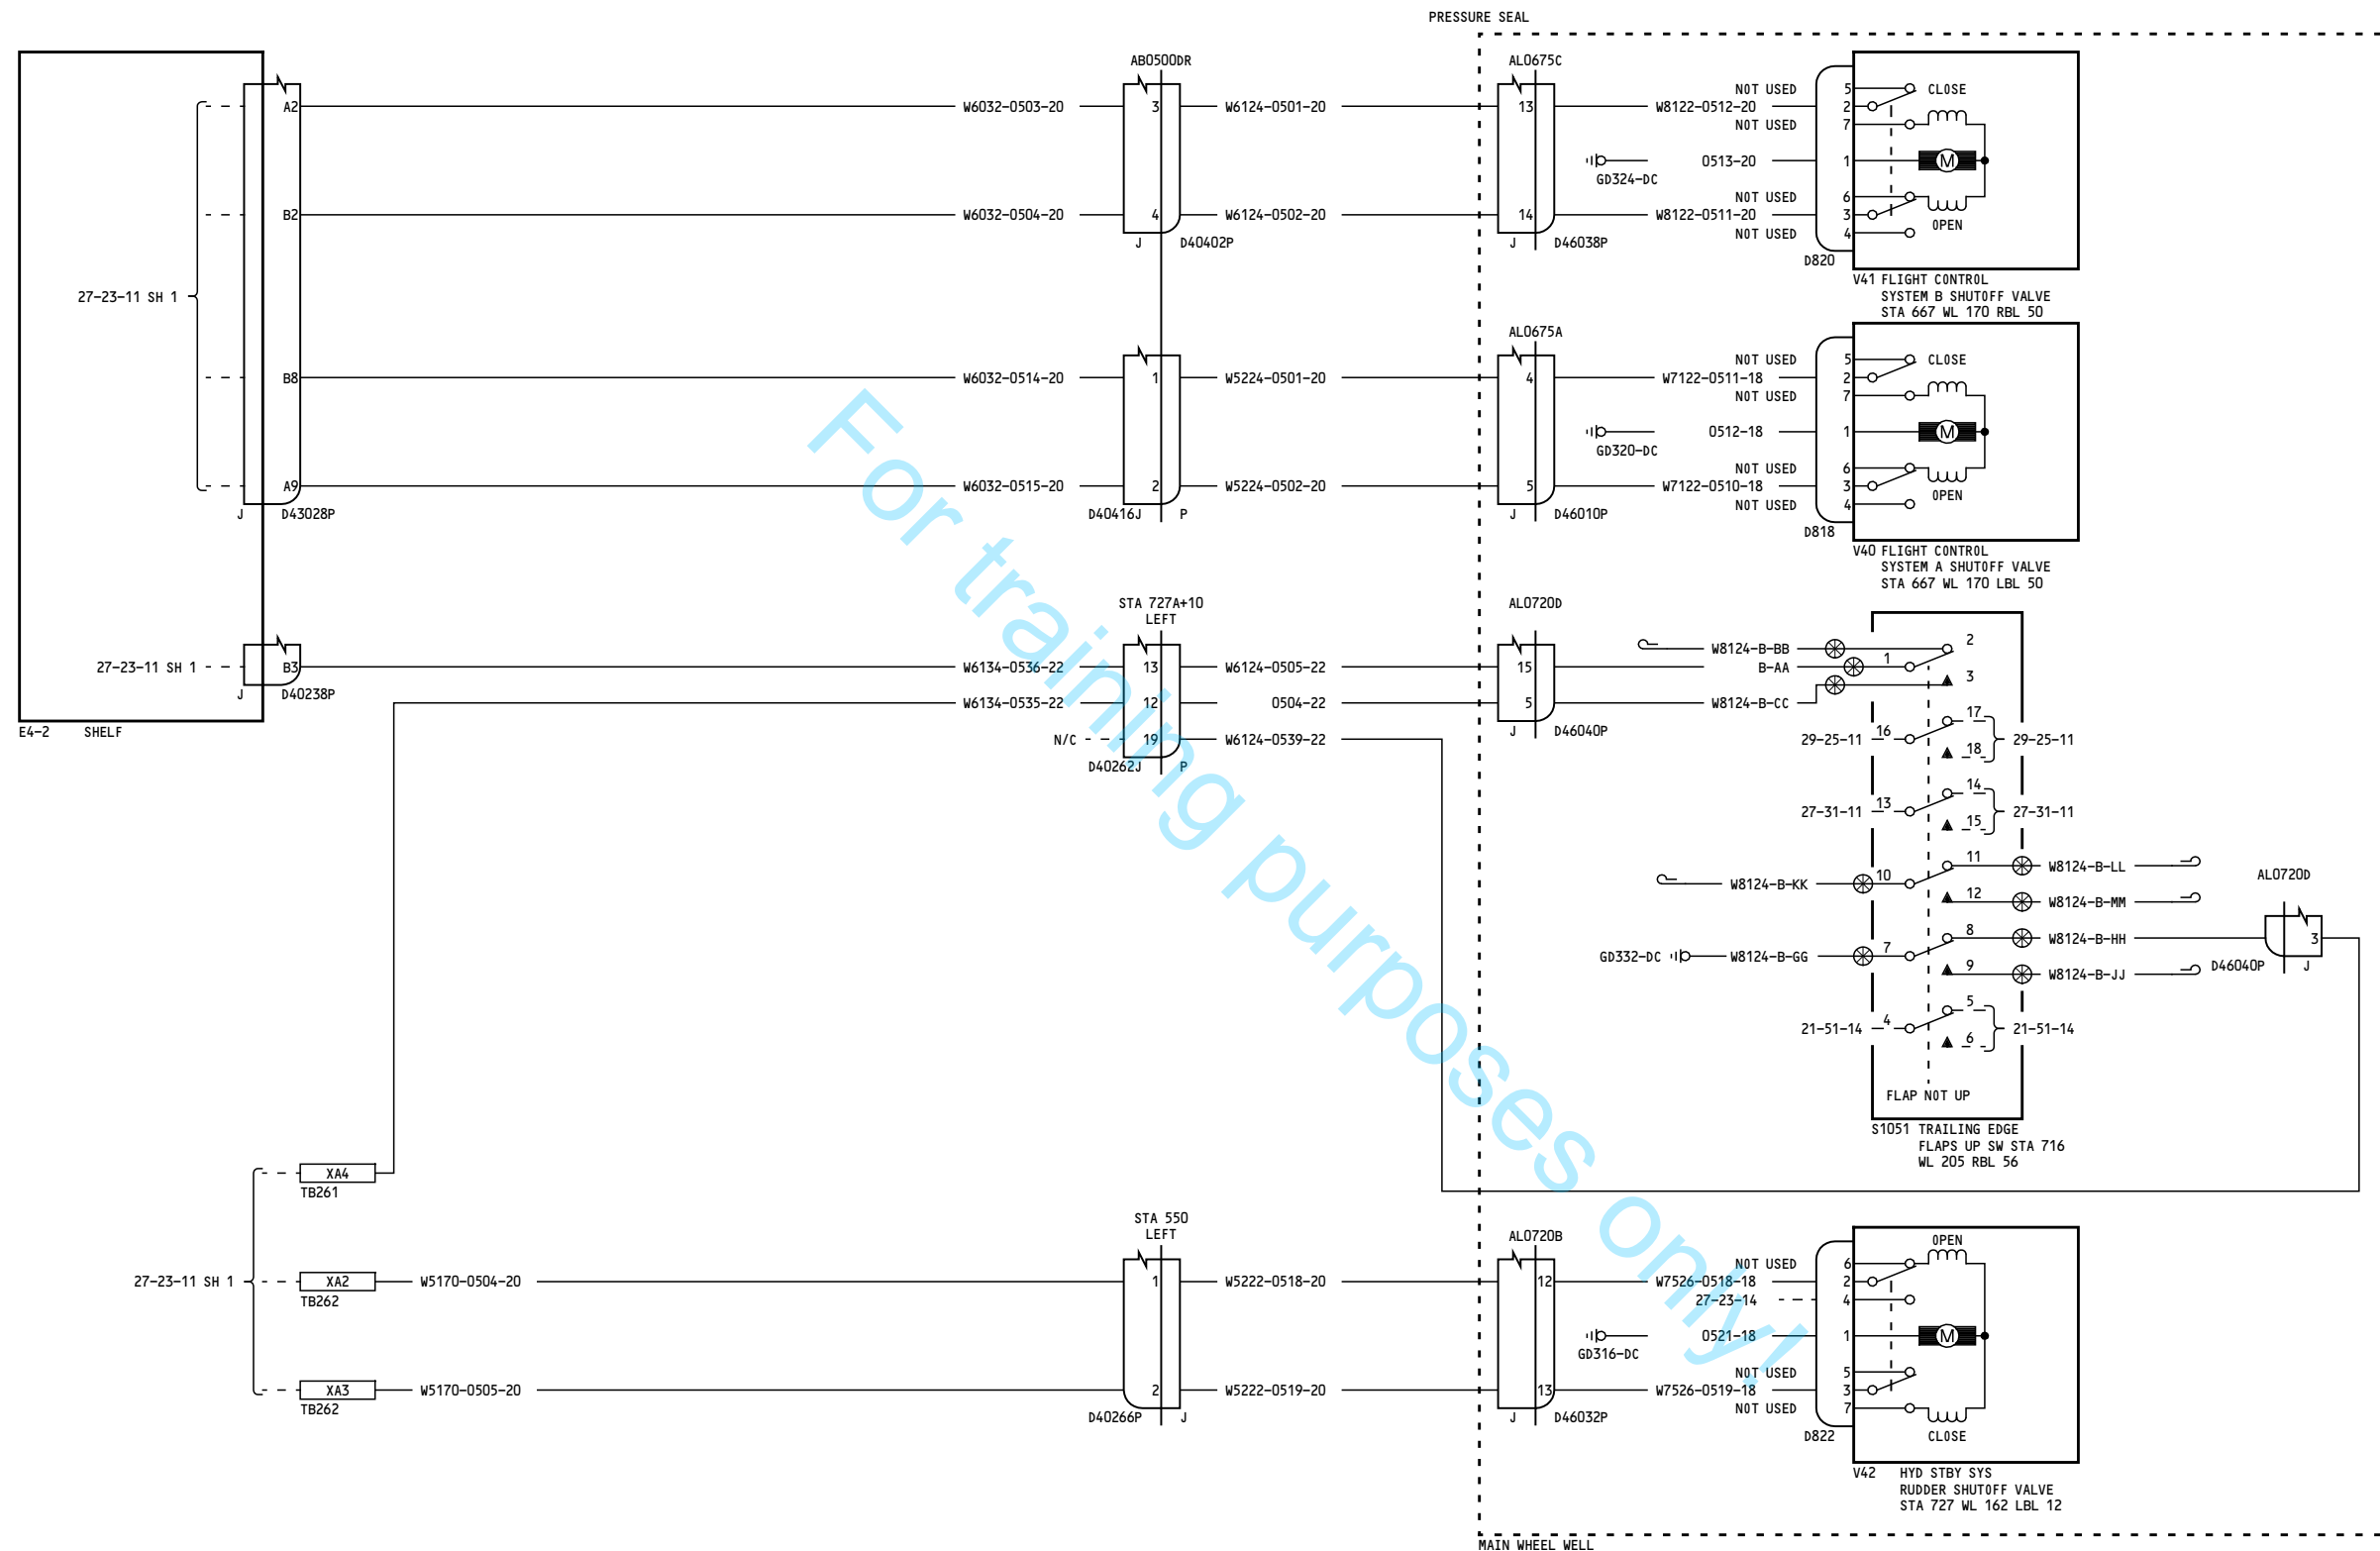 PRESSURE SEAL
AB0500DR
AL0675C
A2 W6032-0503-20 3 W6124-0501-20 13 W8122-0512-20
NOT USED 5 CLOSE
2
NOT USED 7
GD324-DC 0513-20 1 M
NOT USED 6
B2 W6032-0504-20 4 W6124-0502-20 14 W8122-0511-20 3
OPEN
NOT USED 4
J D40402P
J D46038P
D820
V41 FLIGHT CONTROL
SYSTEM B SHUTOFF VALVE
STA 667 WL 170 RBL 50
27-23-11 SH 1
AL0675A
NOT USED 5 CLOSE
B8 W6032-0514-20 1 W5224-0501-20 4 W7122-0511-18 2
NOT USED 7
GD320-DC 0512-18 1 M
NOT USED 6
A9 W6032-0515-20 2 W5224-0502-20 5 W7122-0510-18 3
OPEN
NOT USED 4
J D43028P
D40416J P
J D46010P
D818
V40 FLIGHT CONTROL
SYSTEM A SHUTOFF VALVE
STA 667 WL 170 LBL 50
STA 727A+10
LEFT
AL0720D
W8124-B-BB 2
27-23-11 SH 1 B3 W6134-0536-22 13 W6124-0505-22 15 B-AA 1
3
W6134-0535-22 12 0504-22 5 W8124-B-CC
J D40238P
N/C 19 W6124-0539-22
D40262J P
J D46040P
E4-2 SHELF
17
29-25-11 16 29-25-11
18
14
27-31-11 13 27-31-11
15
11 W8124-B-LL
W8124-B-KK 10
12 W8124-B-MM
AL0720D
8 W8124-B-HH 3
GD332-DC W8124-B-GG 7
9 W8124-B-JJ
D46040P J
5
21-51-14 4 21-51-14
6
FLAP NOT UP
S1051 TRAILING EDGE
FLAPS UP SW STA 716
WL 205 RBL 56
XA4
TB261
STA 550
LEFT
AL0720B
OPEN
NOT USED 6
27-23-11 SH 1 XA2 W5170-0504-20 1 W5222-0518-20 12 W7526-0518-18 2
TB262
27-23-14 4
GD316-DC 0521-18 1 M
NOT USED 5
XA3 W5170-0505-20 2 W5222-0519-20 13 W7526-0519-18 3
TB262
NOT USED 7
D40266P J
J D46032P
D822
CLOSE
V42 HYD STBY SYS
RUDDER SHUTOFF VALVE
STA 727 WL 162 LBL 12
MAIN WHEEL WELL
For training purposes only!